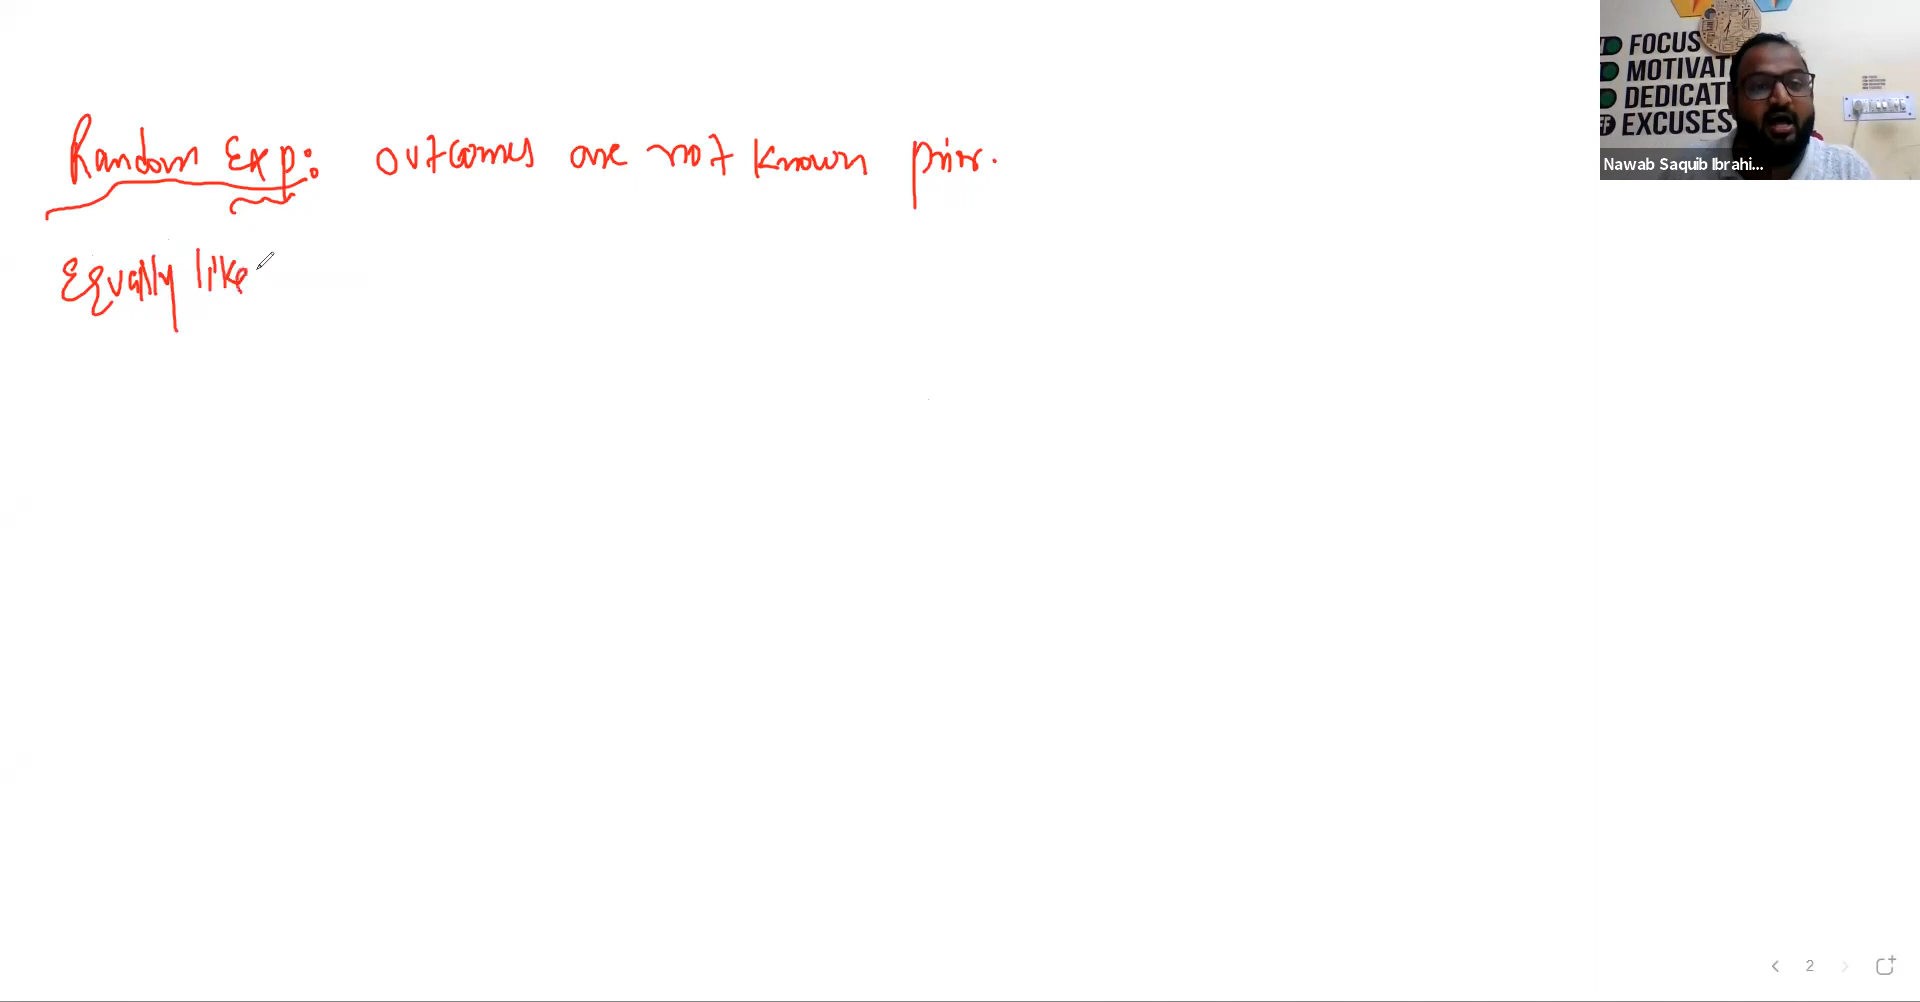 Random Exp: outcomes are not known prior.
Equally like
FOCUS
MOTIVAT
DEDICAT
EXCUSES
Nawab Saquib Ibrahi...
2